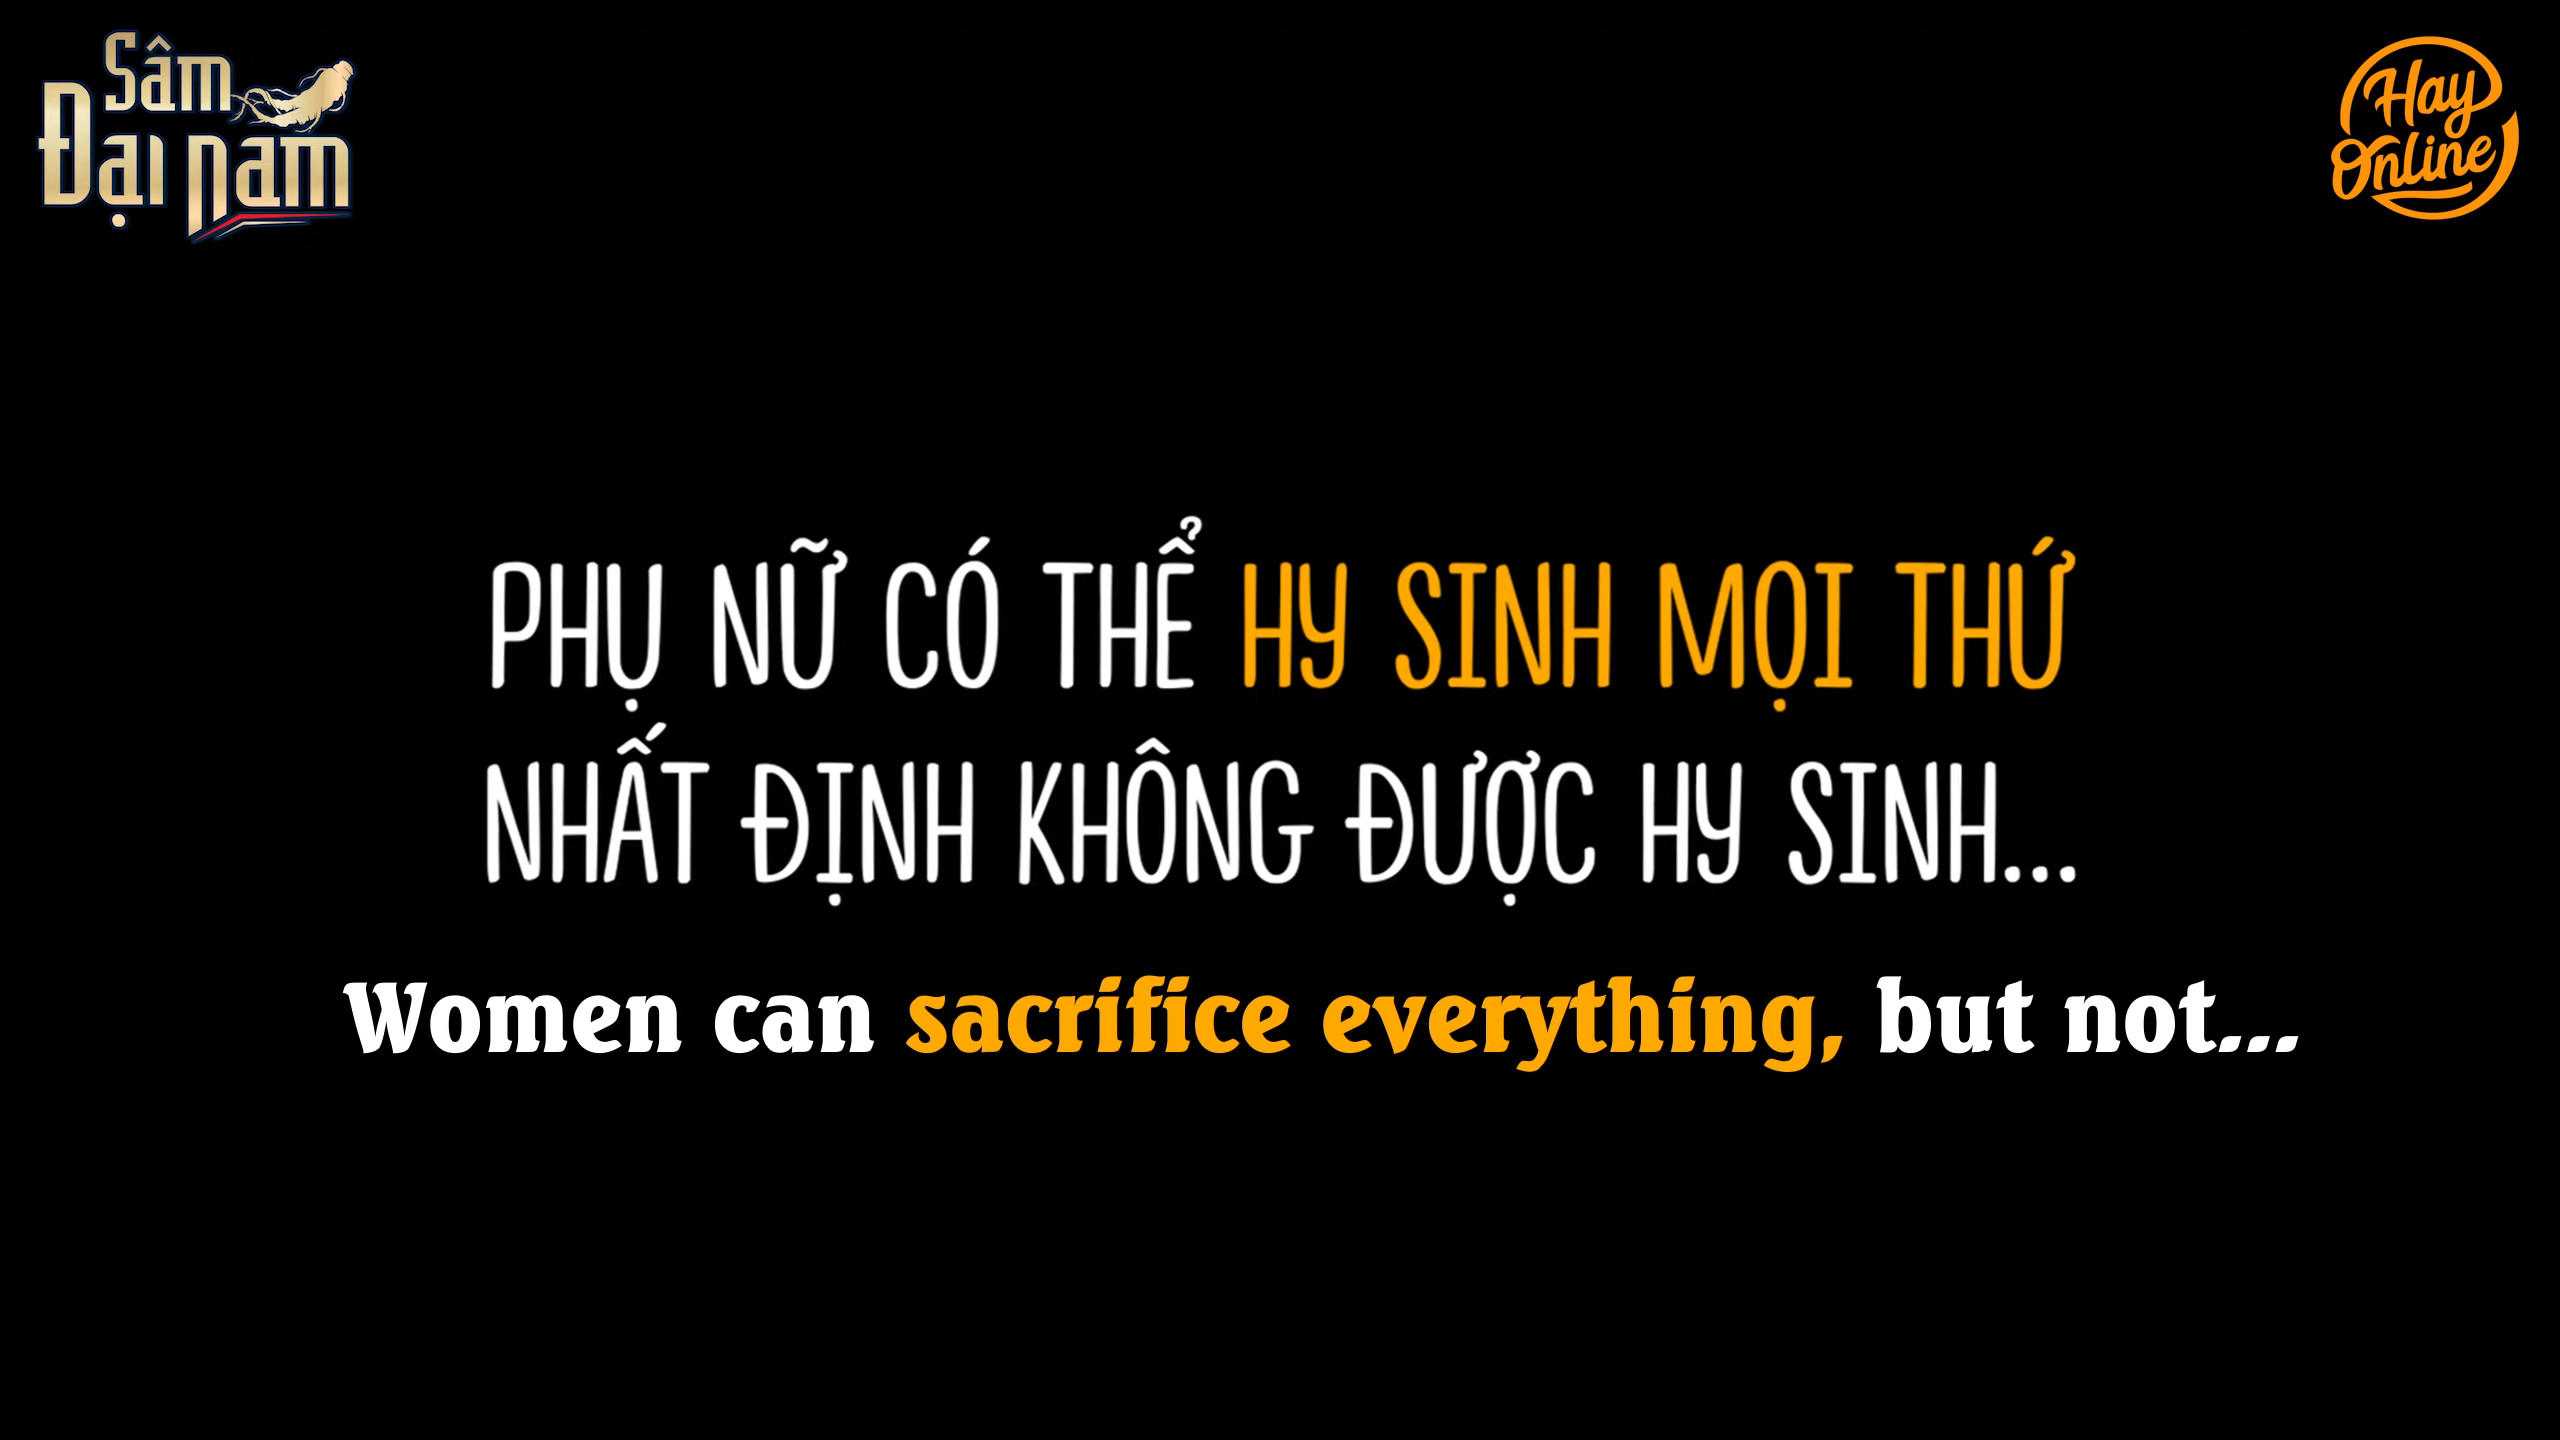 Sâm
Đại nam
Hay
Online
PHỤ NỮ CÓ THỂ HY SINH MỌI THỨ
NHẤT ĐỊNH KHÔNG ĐƯỢC HY SINH...
Women can sacrifice everything, but not...